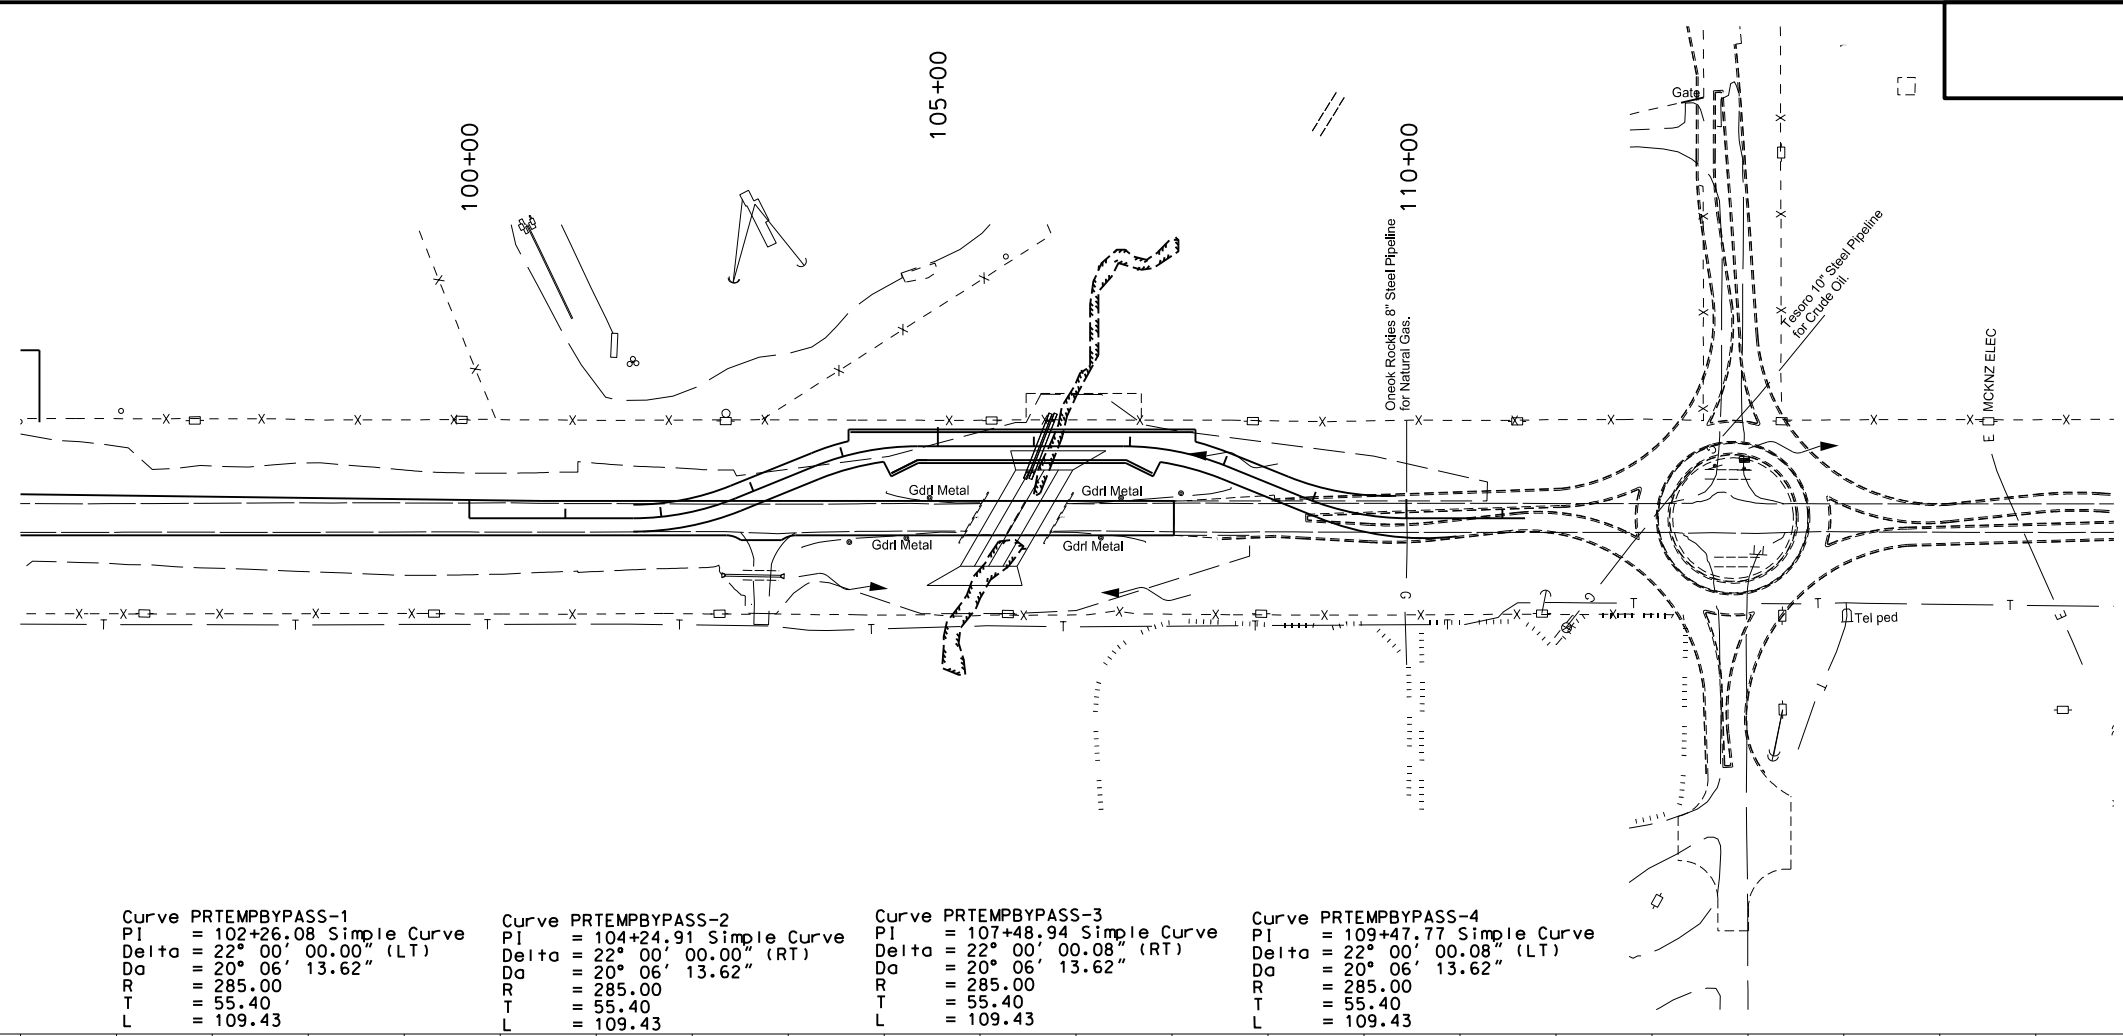 105+00
100+00
110+00
Gate
Oneok Rockies 8" Steel Pipeline
for Natural Gas.
Tesoro 10" Steel Pipeline
for Crude Oil.
MCKNZ ELEC
E
Gdrl Metal
Gdrl Metal
Gdrl Metal
Gdrl Metal
G
G
E
T
T
T
T
T
T
T
T
T
T
T
Tel ped
T
Curve PRTEMPBYPASS-1
PI = 102+26.08 Simple Curve
Delta = 22° 00' 00.00" (LT)
Da = 20° 06' 13.62"
R = 285.00
T = 55.40
L = 109.43
Curve PRTEMPBYPASS-2
PI = 104+24.91 Simple Curve
Delta = 22° 00' 00.00" (RT)
Da = 20° 06' 13.62"
R = 285.00
T = 55.40
L = 109.43
Curve PRTEMPBYPASS-3
PI = 107+48.94 Simple Curve
Delta = 22° 00' 00.08" (RT)
Da = 20° 06' 13.62"
R = 285.00
T = 55.40
L = 109.43
Curve PRTEMPBYPASS-4
PI = 109+47.77 Simple Curve
Delta = 22° 00' 00.08" (LT)
Da = 20° 06' 13.62"
R = 285.00
T = 55.40
L = 109.43